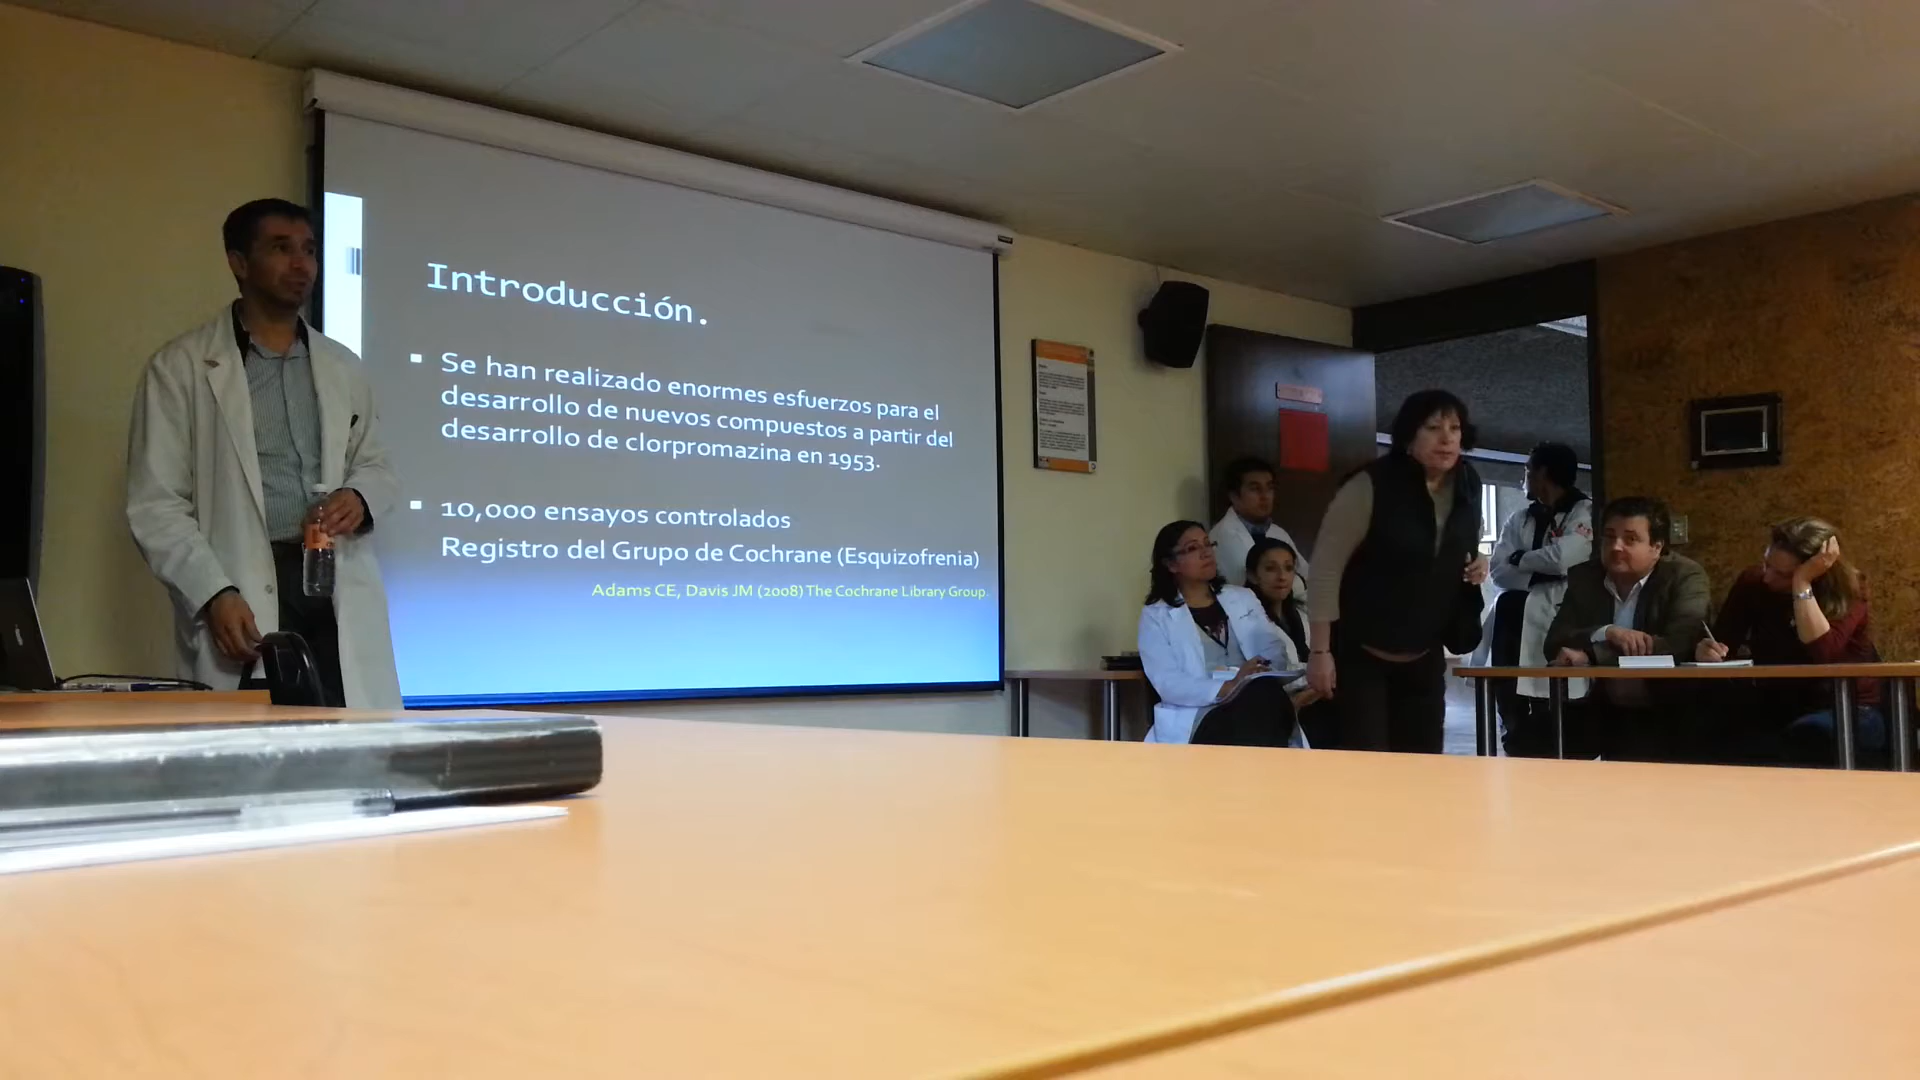 Introducción.
▪ Se han realizado enormes esfuerzos para el
desarrollo de nuevos compuestos a partir del
desarrollo de clorpromazina en 1953.
▪ 10,000 ensayos controlados
Registro del Grupo de Cochrane (Esquizofrenia)
Adams CE, Davis JM (2008) The Cochrane Library Group.